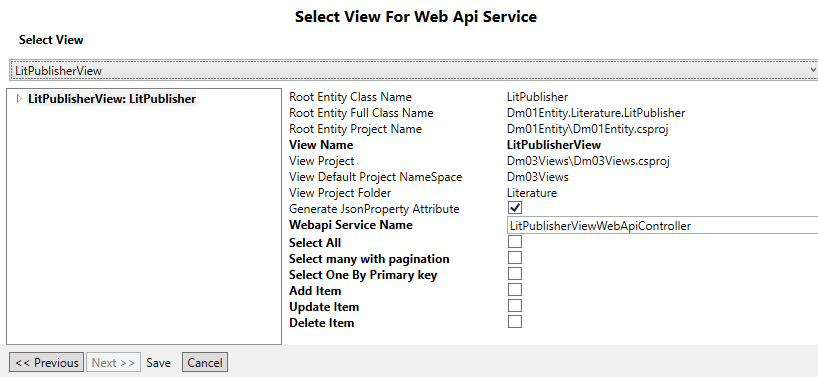 Select View For Web Api Service
Select View
LitPublisherView
LitPublisherView: LitPublisher
Root Entity Class Name LitPublisher
Root Entity Full Class Name Dm01Entity.Literature.LitPublisher
Root Entity Project Name Dm01Entity\Dm01Entity.csproj
View Name LitPublisherView
View Project Dm03Views\Dm03Views.csproj
View Default Project NameSpace Dm03Views
View Project Folder Literature
Generate JsonProperty Attribute
Webapi Service Name LitPublisherViewWebApiController
Select All
Select many with pagination
Select One By Primary key
Add Item
Update Item
Delete Item
<< Previous Next >> Save Cancel